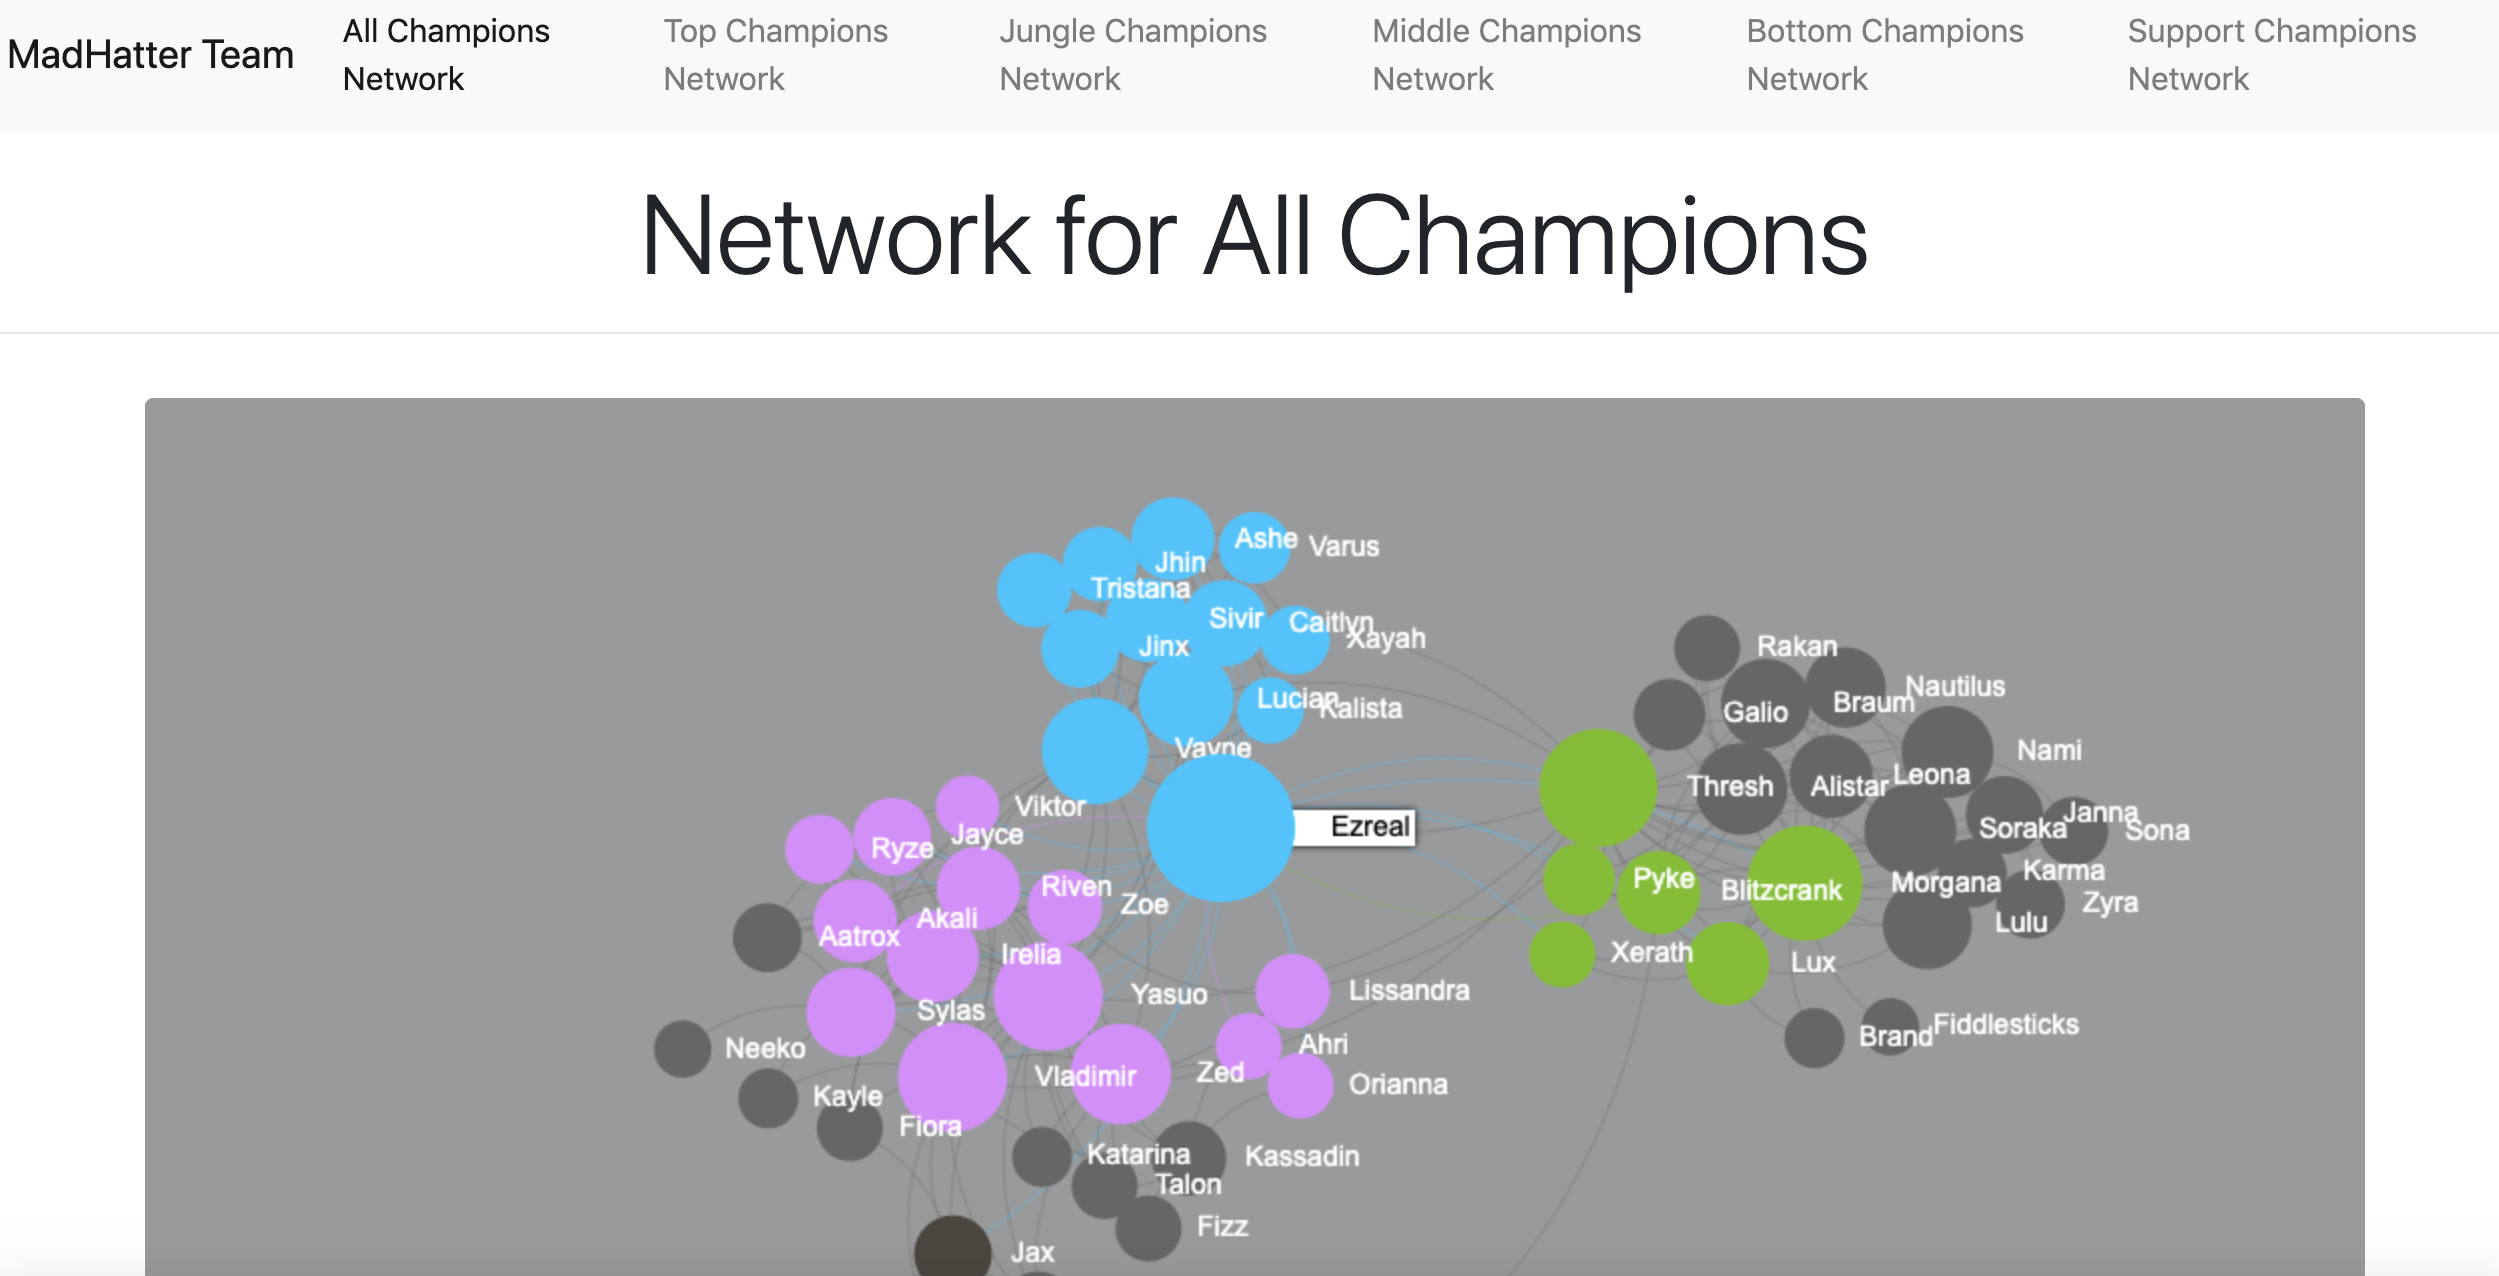 MadHatter Team
All Champions
Network
Top Champions
Network
Jungle Champions
Network
Middle Champions
Network
Bottom Champions
Network
Support Champions
Network
Network for All Champions
Ashe
Varus
Jhin
Tristana
Sivir
Caitlyn
Xayah
Jinx
Lucian
Kalista
Vayne
Ezreal
Rakan
Nautilus
Braum
Galio
Nami
Leona
Thresh
Alistar
Janna
Soraka
Sona
Karma
Morgana
Zyra
Lulu
Pyke
Blitzcrank
Xerath
Lux
Brand
Fiddlesticks
Viktor
Jayce
Ryze
Riven
Zoe
Akali
Aatrox
Irelia
Yasuo
Lissandra
Sylas
Neeko
Ahri
Zed
Vladimir
Orianna
Kayle
Fiora
Katarina
Kassadin
Talon
Fizz
Jax